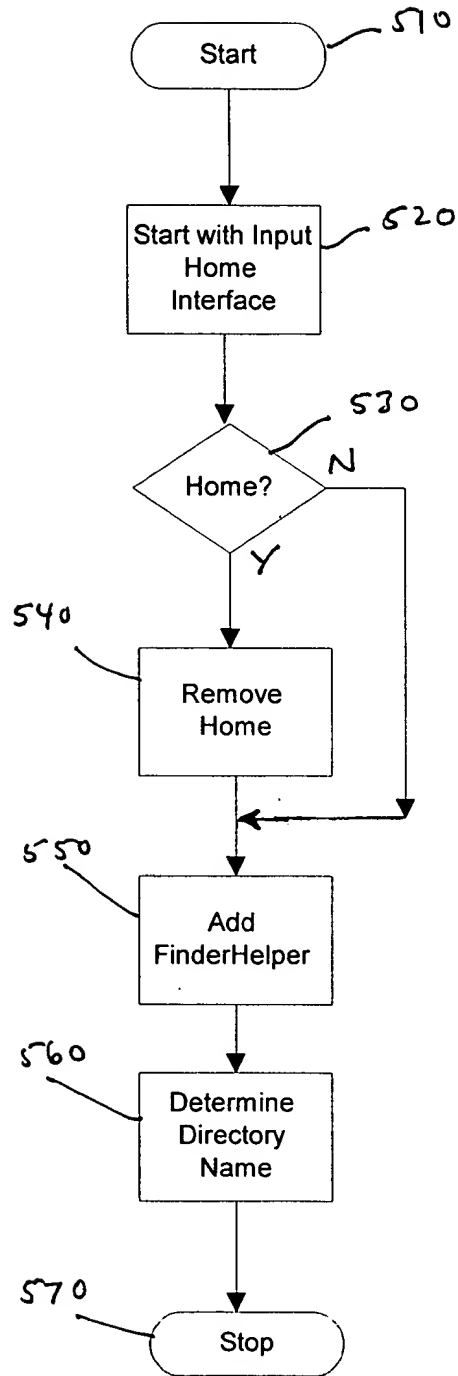 510
Start
520
Start with Input
Home
Interface
530
Home?
N
Y
540
Remove
Home
550
Add
FinderHelper
560
Determine
Directory
Name
570
Stop